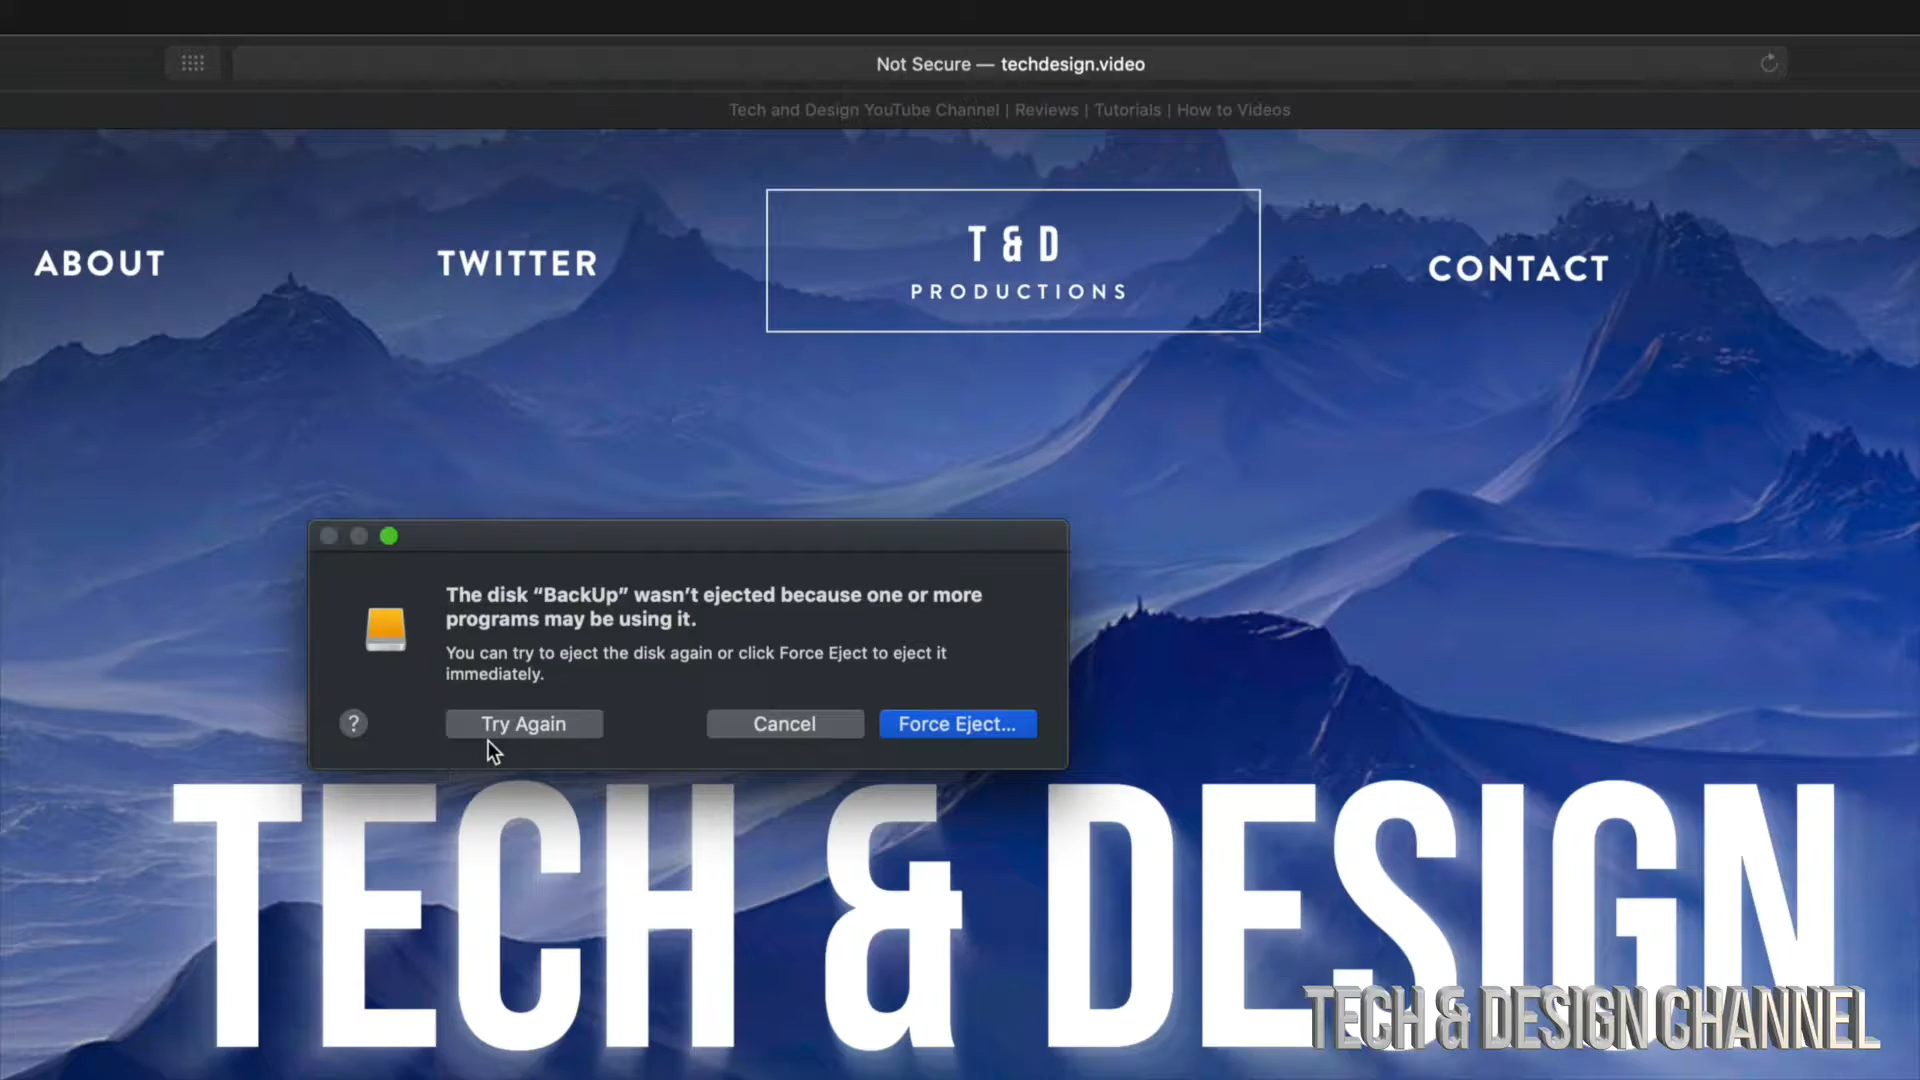 Not Secure — techdesign.video
Tech and Design YouTube Channel | Reviews | Tutorials | How to Videos
ABOUT
TWITTER
T & D
PRODUCTIONS
CONTACT
The disk “BackUp” wasn’t ejected because one or more
programs may be using it.
You can try to eject the disk again or click Force Eject to eject it
immediately.
?
Try Again
Cancel
Force Eject...
TECH & DESIGN
TECH & DESIGN CHANNEL